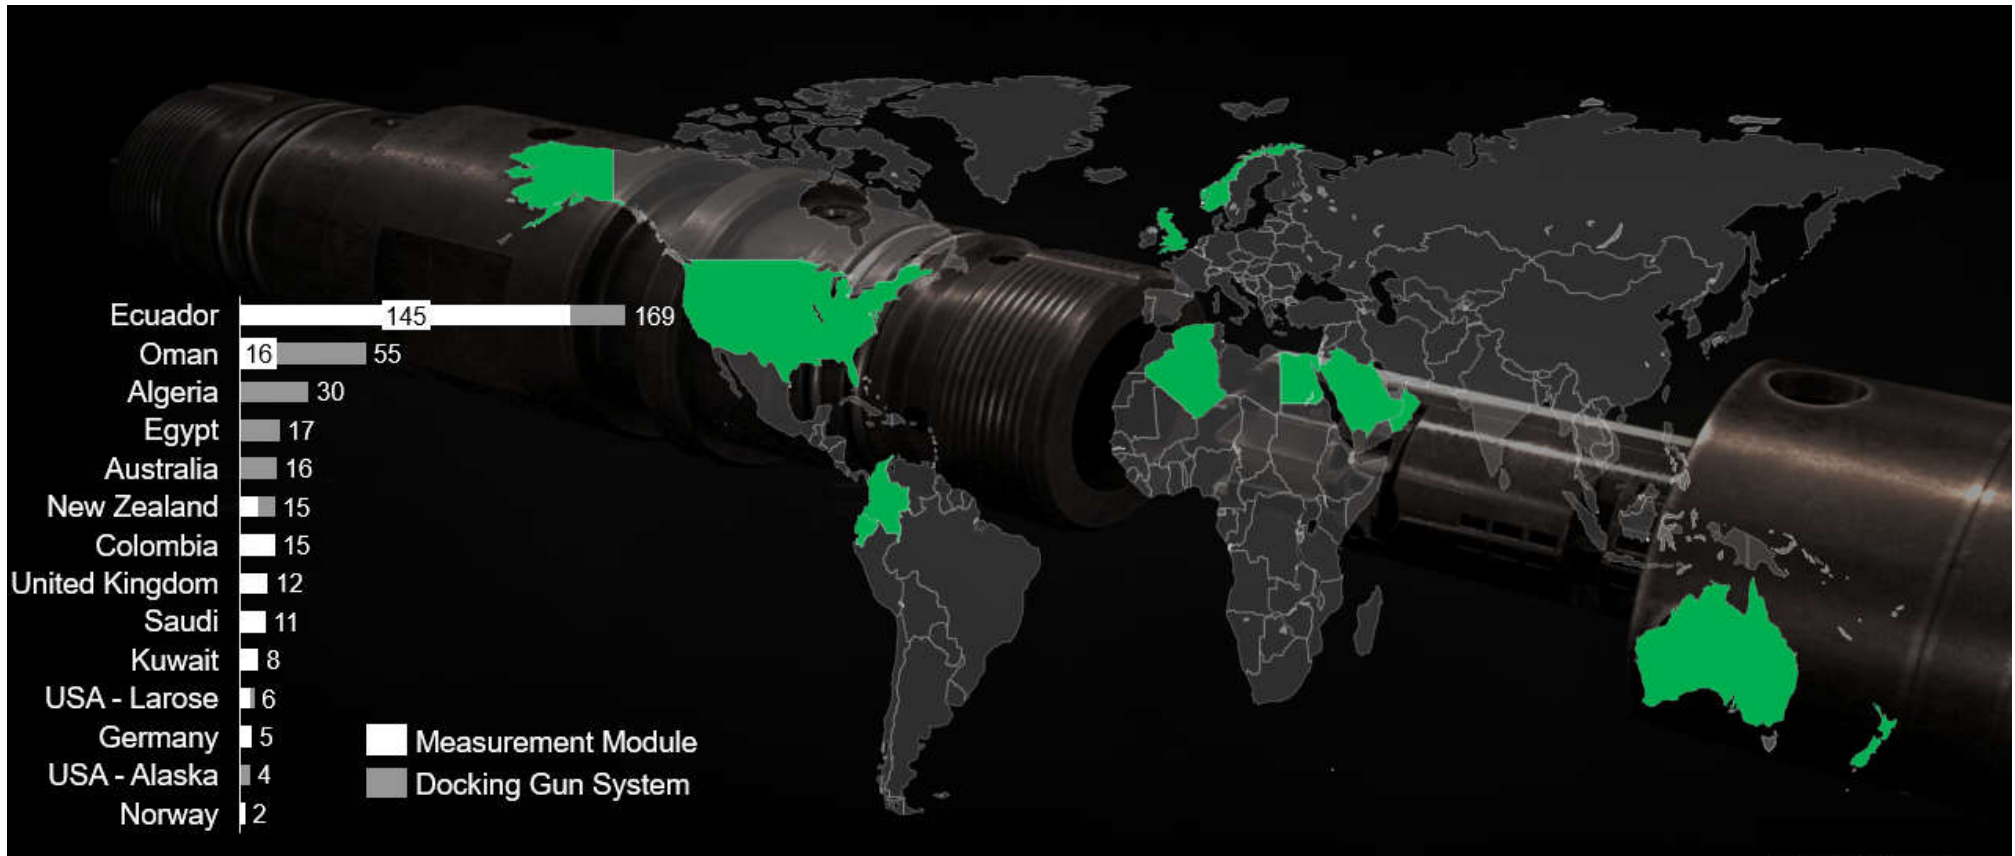 Ecuador 145 169
Oman 16 55
Algeria 30
Egypt 17
Australia 16
New Zealand 15
Colombia 15
United Kingdom 12
Saudi 11
Kuwait 8
USA - Larose 6
Germany 5
USA - Alaska 4
Norway 2
Measurement Module
Docking Gun System